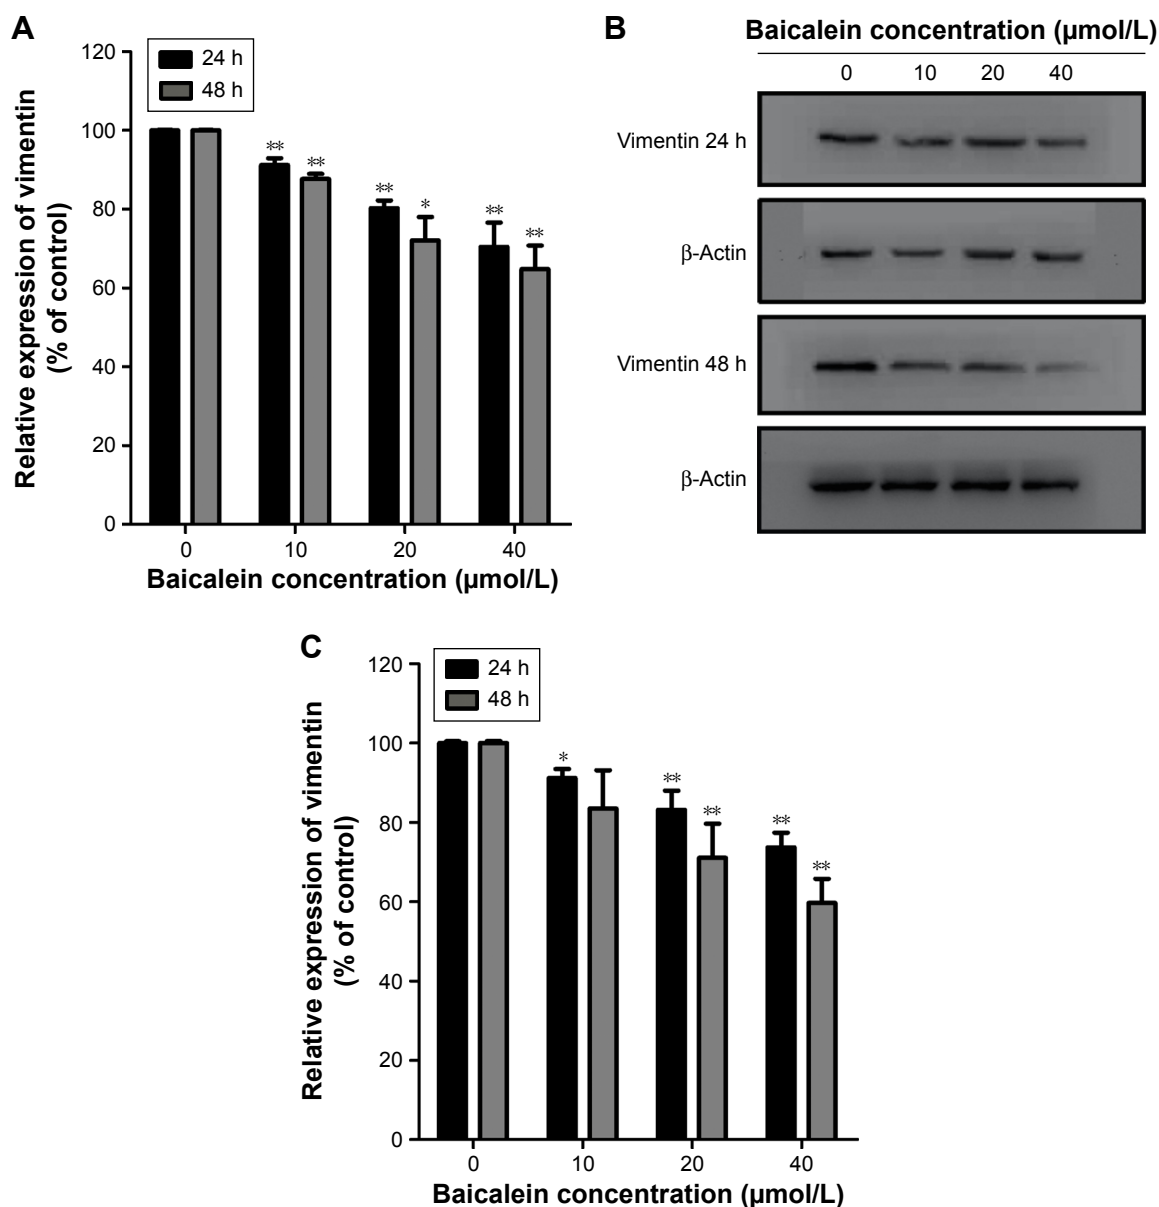 A
120
100
80
60
40
20
0
24 h
48 h
**
**
**
*
**
**
0
10
20
40
Relative expression of vimentin
(% of control)
Baicalein concentration (µmol/L)
B
Baicalein concentration (µmol/L)
0 10 20 40
Vimentin 24 h
β-Actin
Vimentin 48 h
β-Actin
C
120
100
80
60
40
20
0
24 h
48 h
*
**
**
**
**
0
10
20
40
Relative expression of vimentin
(% of control)
Baicalein concentration (µmol/L)